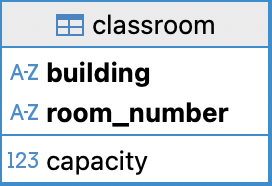 classroom
A-Z building
A-Z room_number
123 capacity